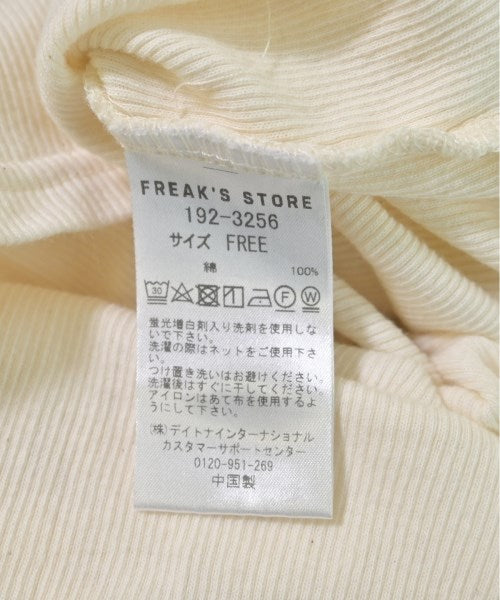 FREAK'S STORE
192-3256
サイズ FREE
綿 100%
30 F W
蛍光増白剤入り洗剤を使用しな
いで下さい。
洗濯の際はネットをご使用下さ
い。
つけ置き洗いはお避けください。
洗濯後はすぐに干してください。
アイロンはあて布を使用するよ
うにして下さい。
(株)デイトナインターナショナル
カスタマーサポートセンター
0120-951-269
中国製